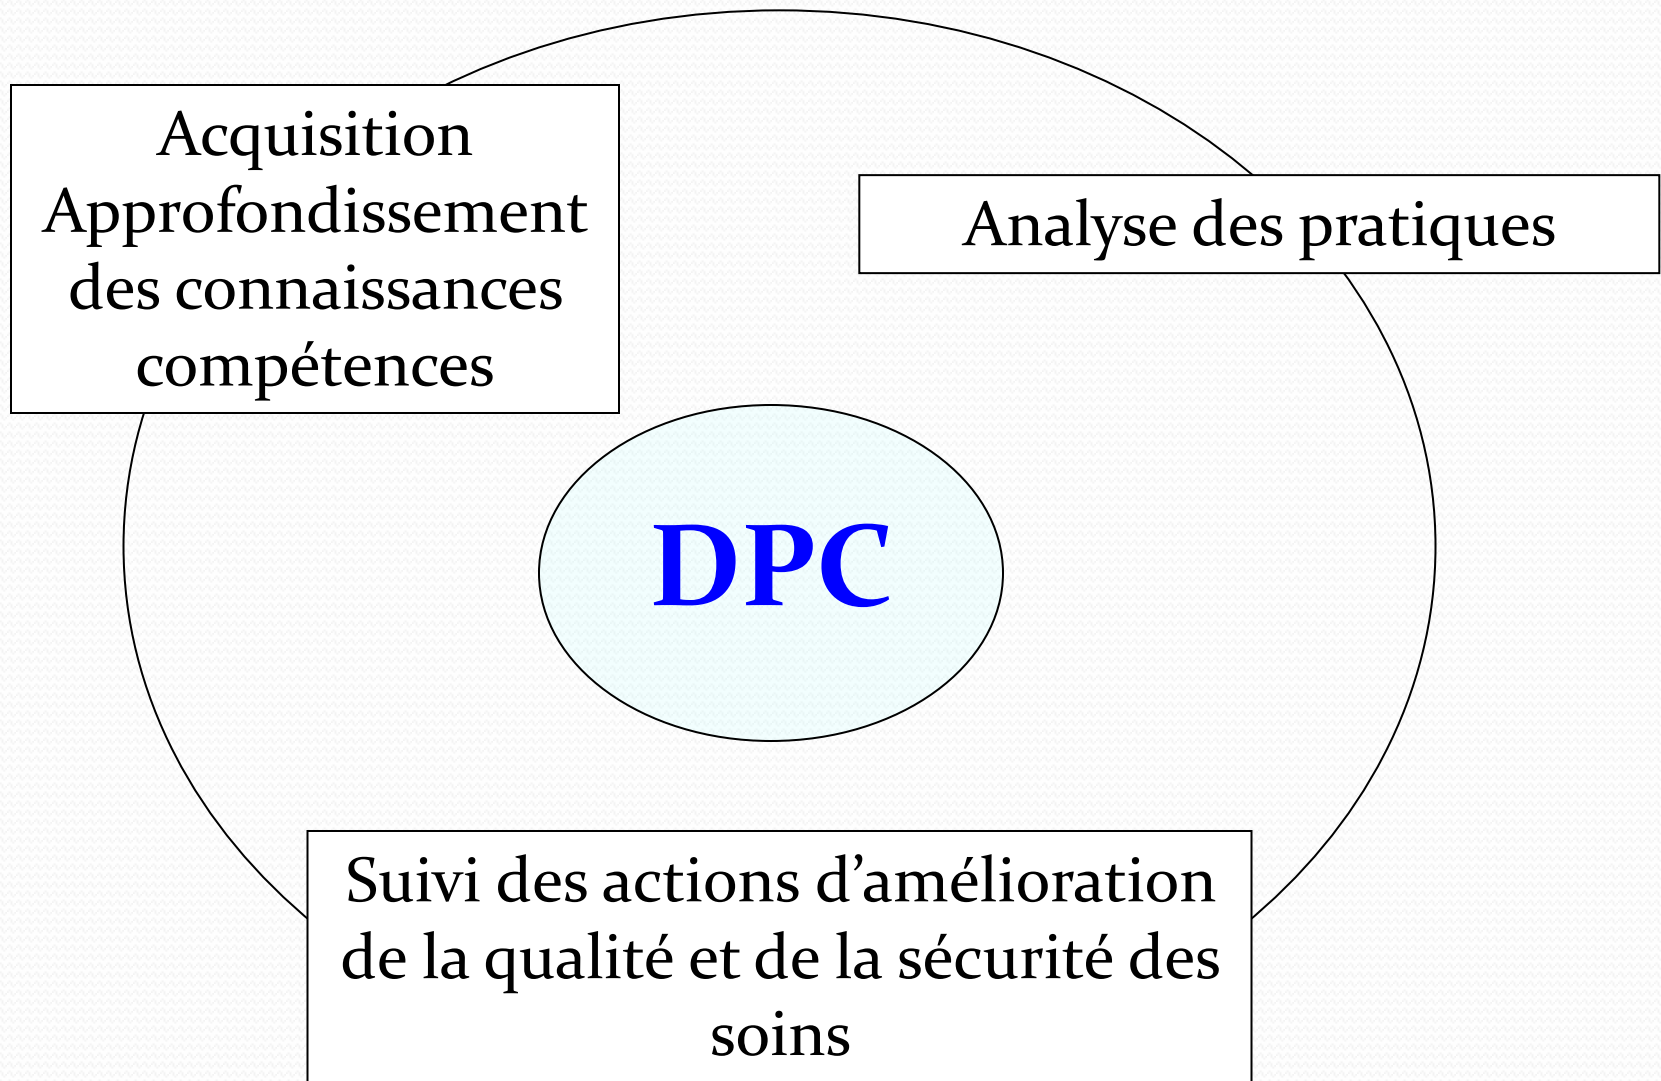 Acquisition
Approfondissement
des connaissances
compétences
Analyse des pratiques
DPC
Suivi des actions d’amélioration
de la qualité et de la sécurité des
soins